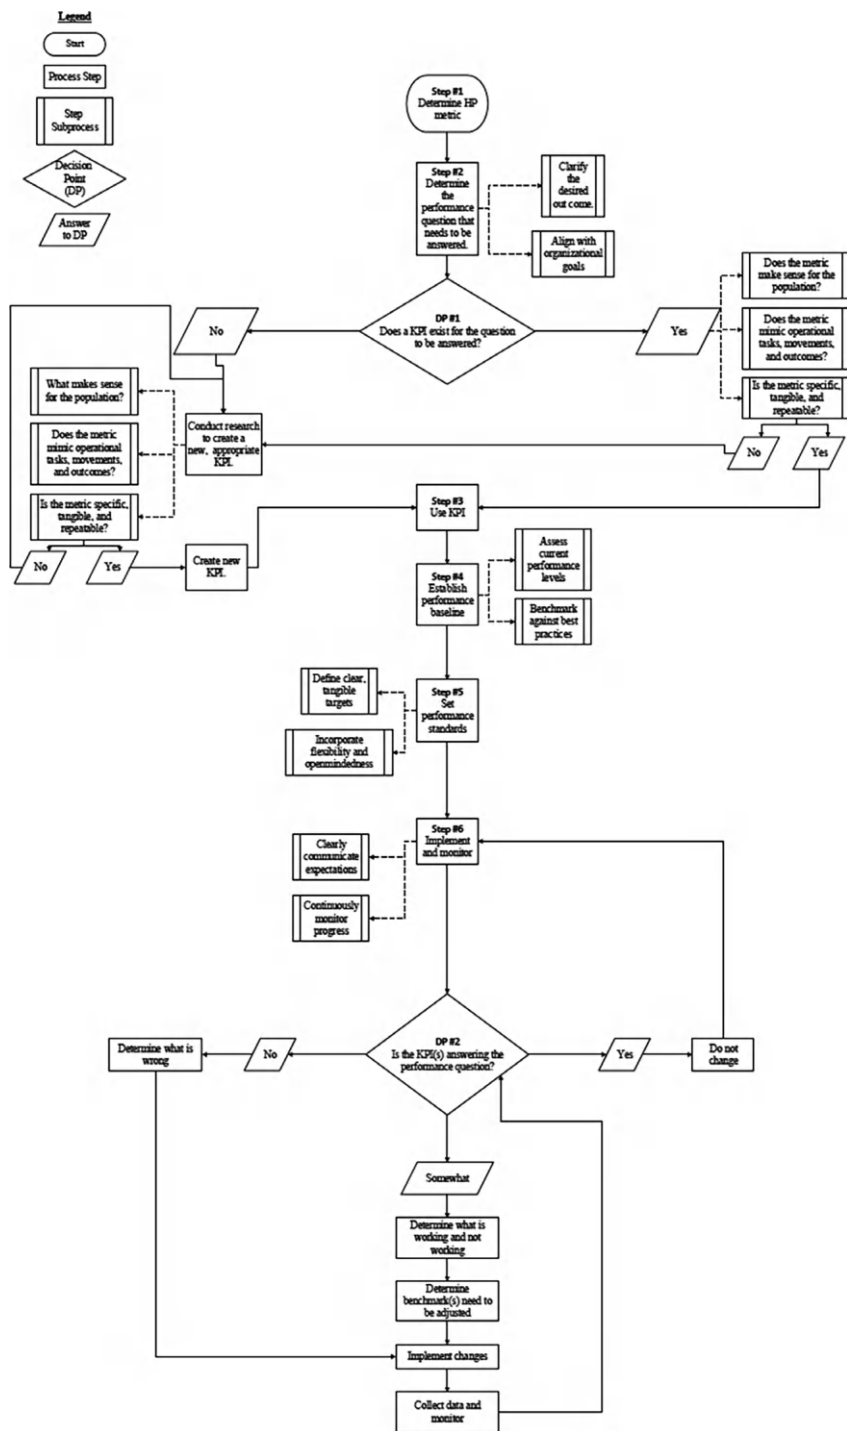 Legend
Start
Process Step
Step
Subprocess
Decision
Point
(DP)
Answer
to DP
Step #1
Determine HP
metric
Step #2
Determine
the
performance
question that
needs to be
answered.
Clarify
the
desired
out come.
Align with
organizational
goals
DP #1
Does a KPI exist for the question
to be answered?
No
Yes
Does the metric
make sense for the
population?
Does the metric
mimic operational
tasks, movements,
and outcomes?
Is the metric specific,
tangible, and
repeatable?
No
Yes
What makes sense
for the population?
Does the metric
mimic operational
tasks, movements,
and outcomes?
Is the metric specific,
tangible, and
repeatable?
No
Yes
Conduct research
to create a
new, appropriate
KPI.
Create new
KPI.
Step #3
Use KPI
Step #4
Establish
performance
baseline
Assess
current
performance
levels
Benchmark
against best
practices
Step #5
Set
performance
standards
Define clear,
tangible
targets
Incorporate
flexibility and
openmindedness
Step #6
Implement
and monitor
Clearly
communicate
expectations
Continuously
monitor
progress
DP #2
Is the KPI(s) answering the
performance question?
No
Determine what is
wrong
Yes
Do not
change
Somewhat
Determine what is
working and not
working
Determine
benchmark(s) need to
be adjusted
Implement changes
Collect data and
monitor